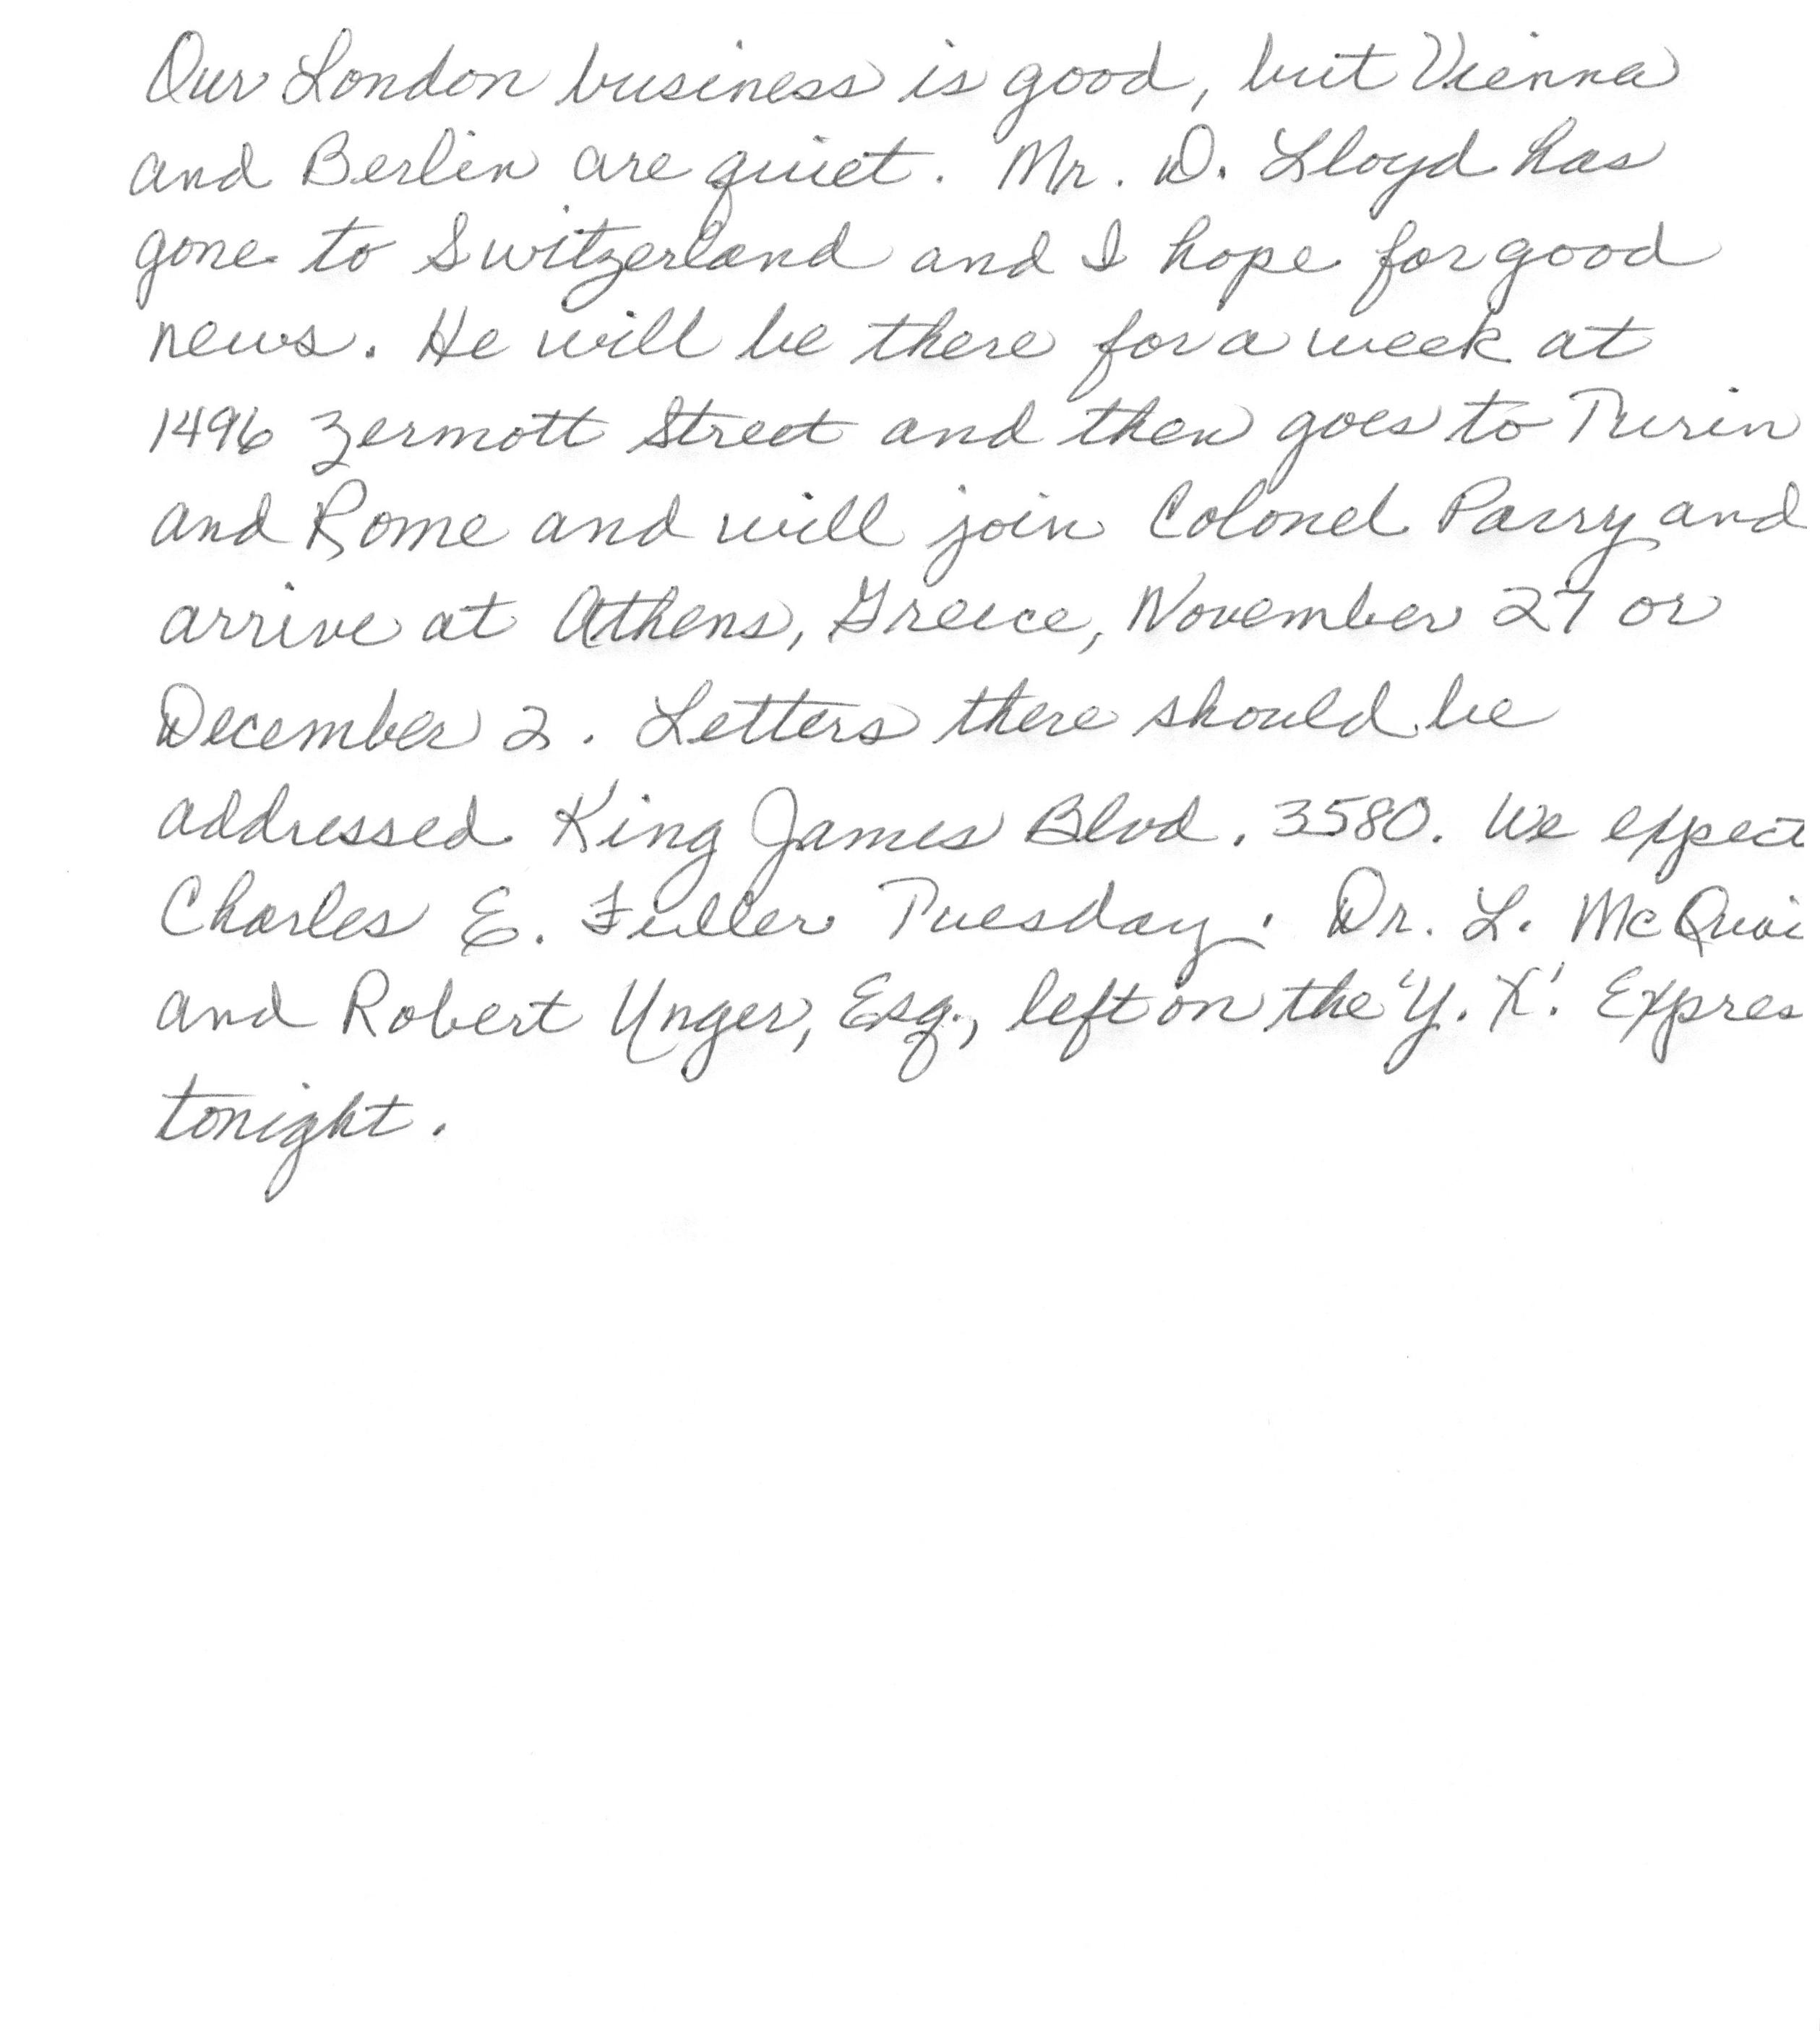 Our London business is good, but Vienna
and Berlin are quiet. Mr. D. Lloyd has
gone to Switzerland and I hope for good
news. He will be there for a week at
1496 Zermott Street and then goes to Turin
and Rome and will join Colonel Parry and
arrive at Athens, Greece, November 27 or
December 2. Letters there should be
addressed King James Blvd. 3580. We expect
Charles E. Fuller Tuesday. Dr. L. McQuai
and Robert Unger, Esq., left on the 'Y. X.' Expres
tonight.